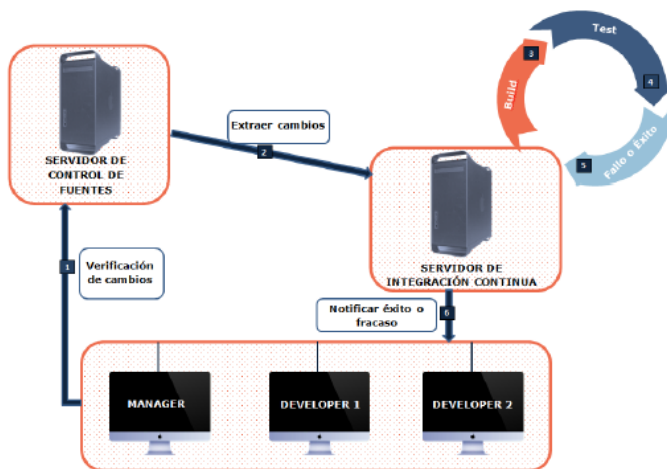 Test
3
4
Build
Extraer cambios
2
Fallo o Éxito
5
SERVIDOR DE
CONTROL DE
FUENTES
SERVIDOR DE
INTEGRACIÓN CONTINUA
1
Verificación
de cambios
Notificar éxito o
fracaso
6
MANAGER
DEVELOPER 1
DEVELOPER 2